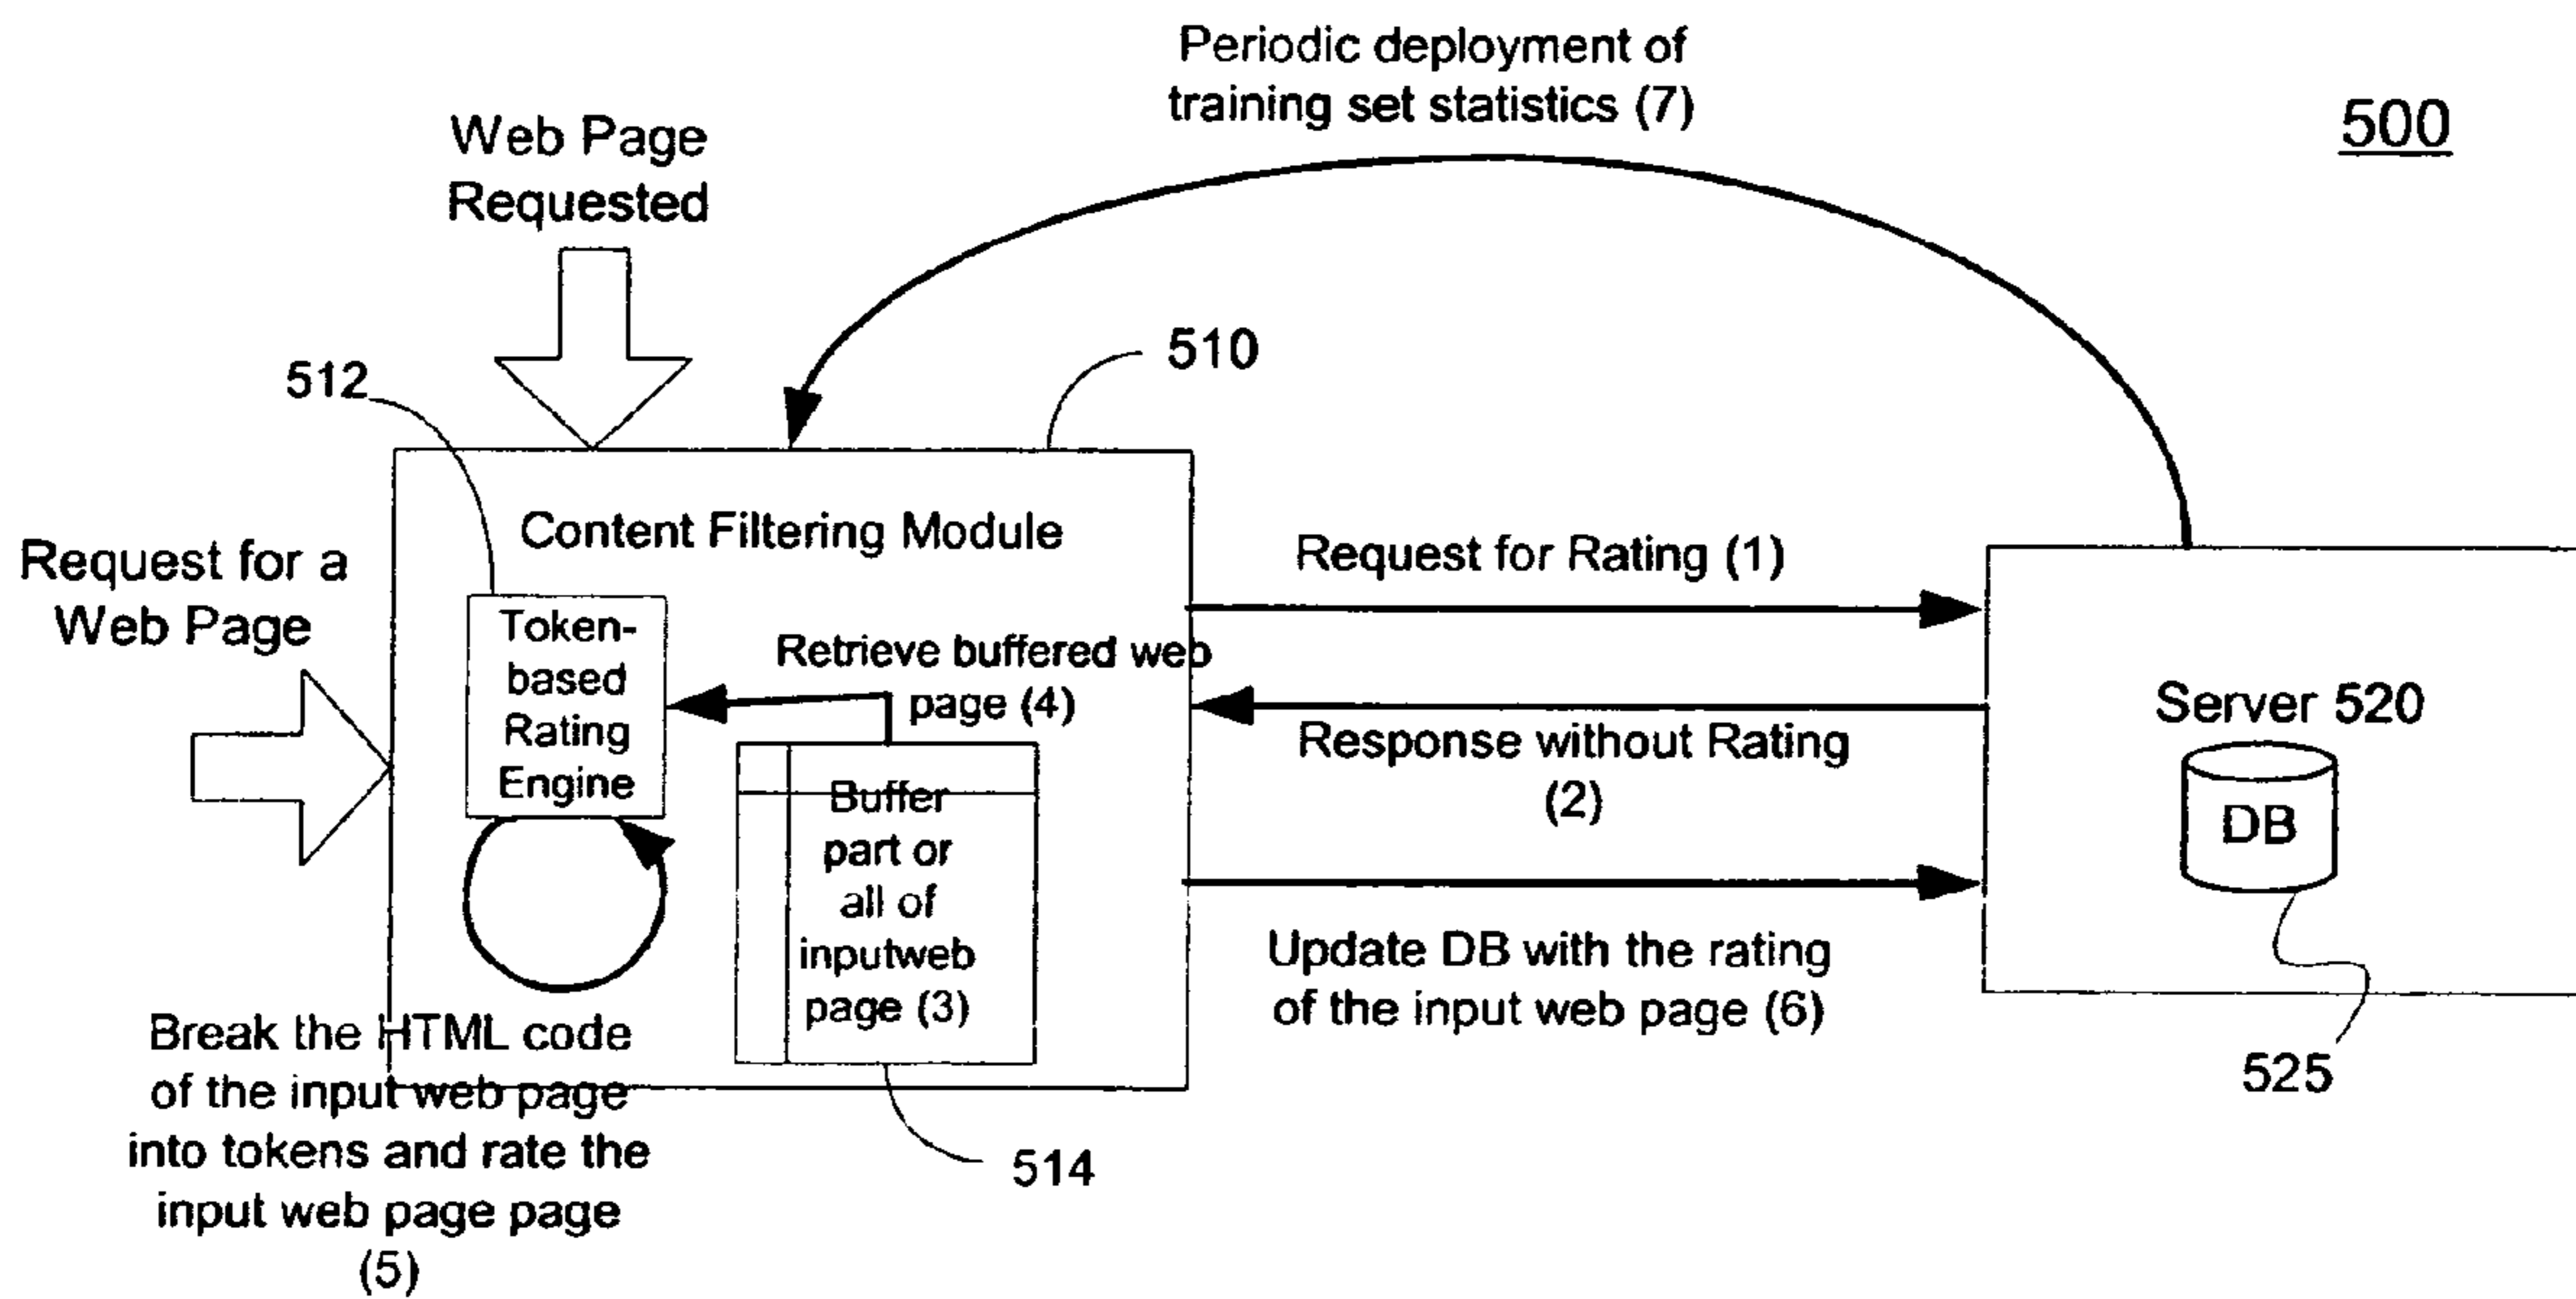 Periodic deployment of
training set statistics (7)
500
Web Page
Requested
510
512
Content Filtering Module
Request for a
Web Page
Request for Rating (1)
Token-
based
Rating
Engine
Retrieve buffered web
page (4)
Response without Rating
(2)
Server 520
DB
Buffer
part or
all of
inputweb
page (3)
Update DB with the rating
of the input web page (6)
525
Break the HTML code
of the input web page
into tokens and rate the
input web page page
(5)
514